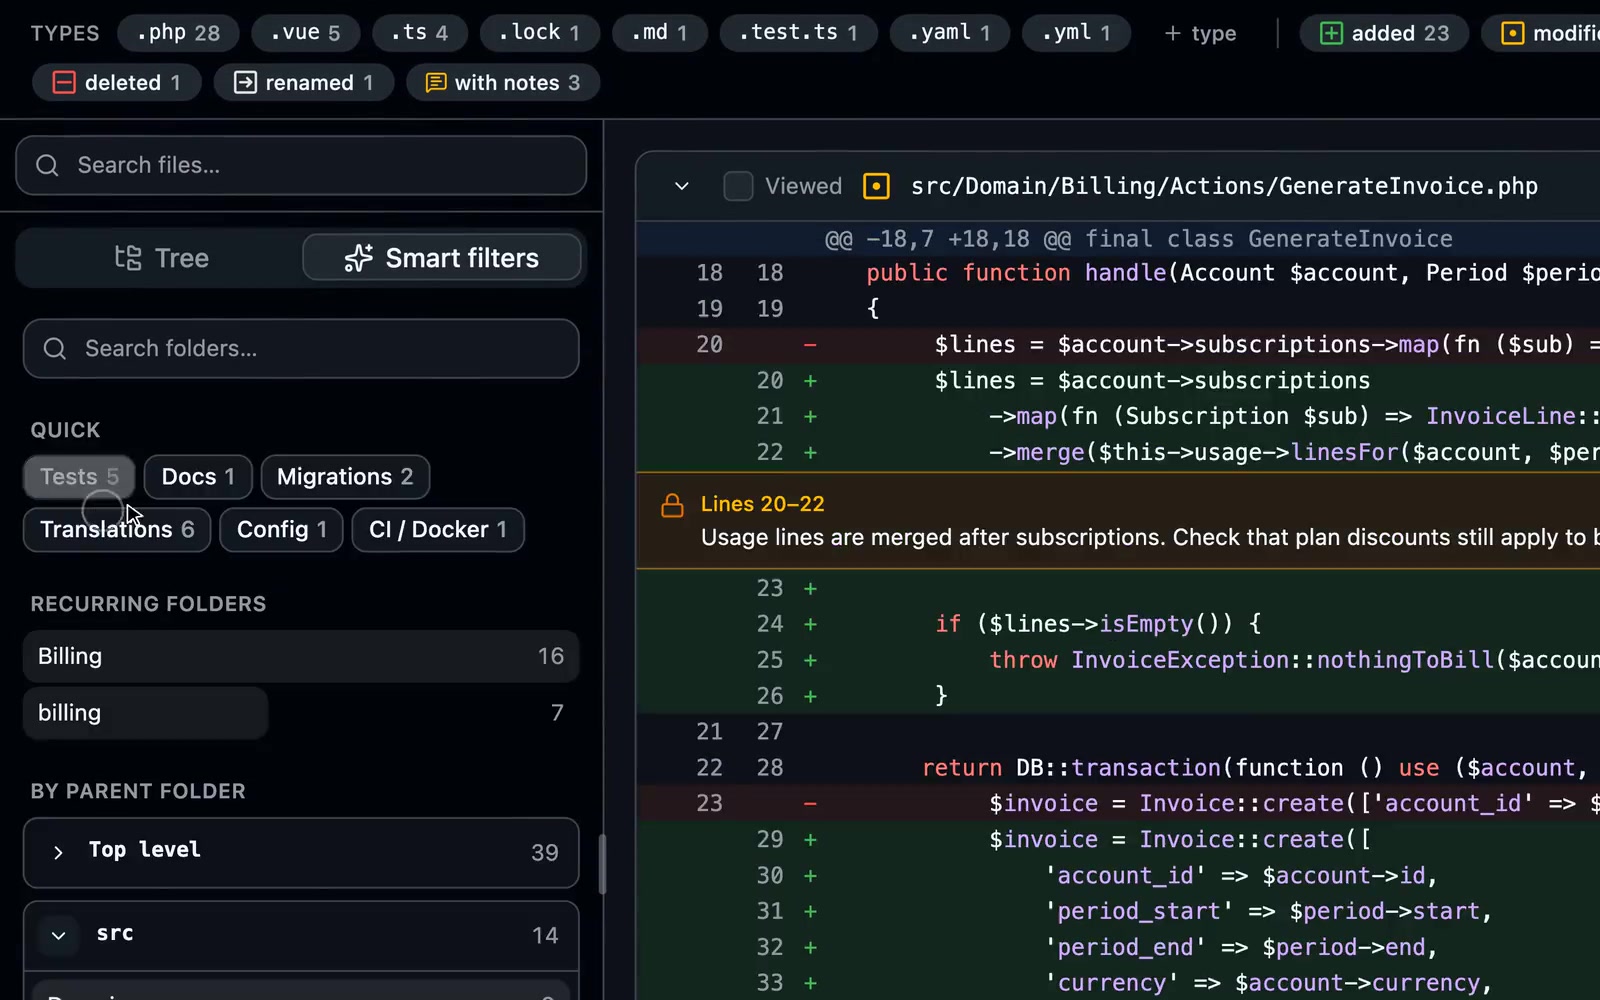 TYPES .php 28 .vue 5 .ts 4 .lock 1 .md 1 .test.ts 1 .yaml 1 .yml 1 + type added 23 modifi
deleted 1 renamed 1 with notes 3
Search files...
Viewed src/Domain/Billing/Actions/GenerateInvoice.php
Tree Smart filters
Search folders...
QUICK
Tests 5 Docs 1 Migrations 2
Translations 6 Config 1 CI / Docker 1
RECURRING FOLDERS
Billing 16
billing 7
BY PARENT FOLDER
Top level 39
src 14
@@ -18,7 +18,18 @@ final class GenerateInvoice
18 18 public function handle(Account $account, Period $perio
19 19 {
20 - $lines = $account->subscriptions->map(fn ($sub) =
20 + $lines = $account->subscriptions
21 + ->map(fn (Subscription $sub) => InvoiceLine::
22 + ->merge($this->usage->linesFor($account, $per
Lines 20–22
Usage lines are merged after subscriptions. Check that plan discounts still apply to b
23 +
24 + if ($lines->isEmpty()) {
25 + throw InvoiceException::nothingToBill($accoun
26 + }
21 27
22 28 return DB::transaction(function () use ($account,
23 - $invoice = Invoice::create(['account_id' => $
29 + $invoice = Invoice::create([
30 + 'account_id' => $account->id,
31 + 'period_start' => $period->start,
32 + 'period_end' => $period->end,
33 + 'currency' => $account->currency,